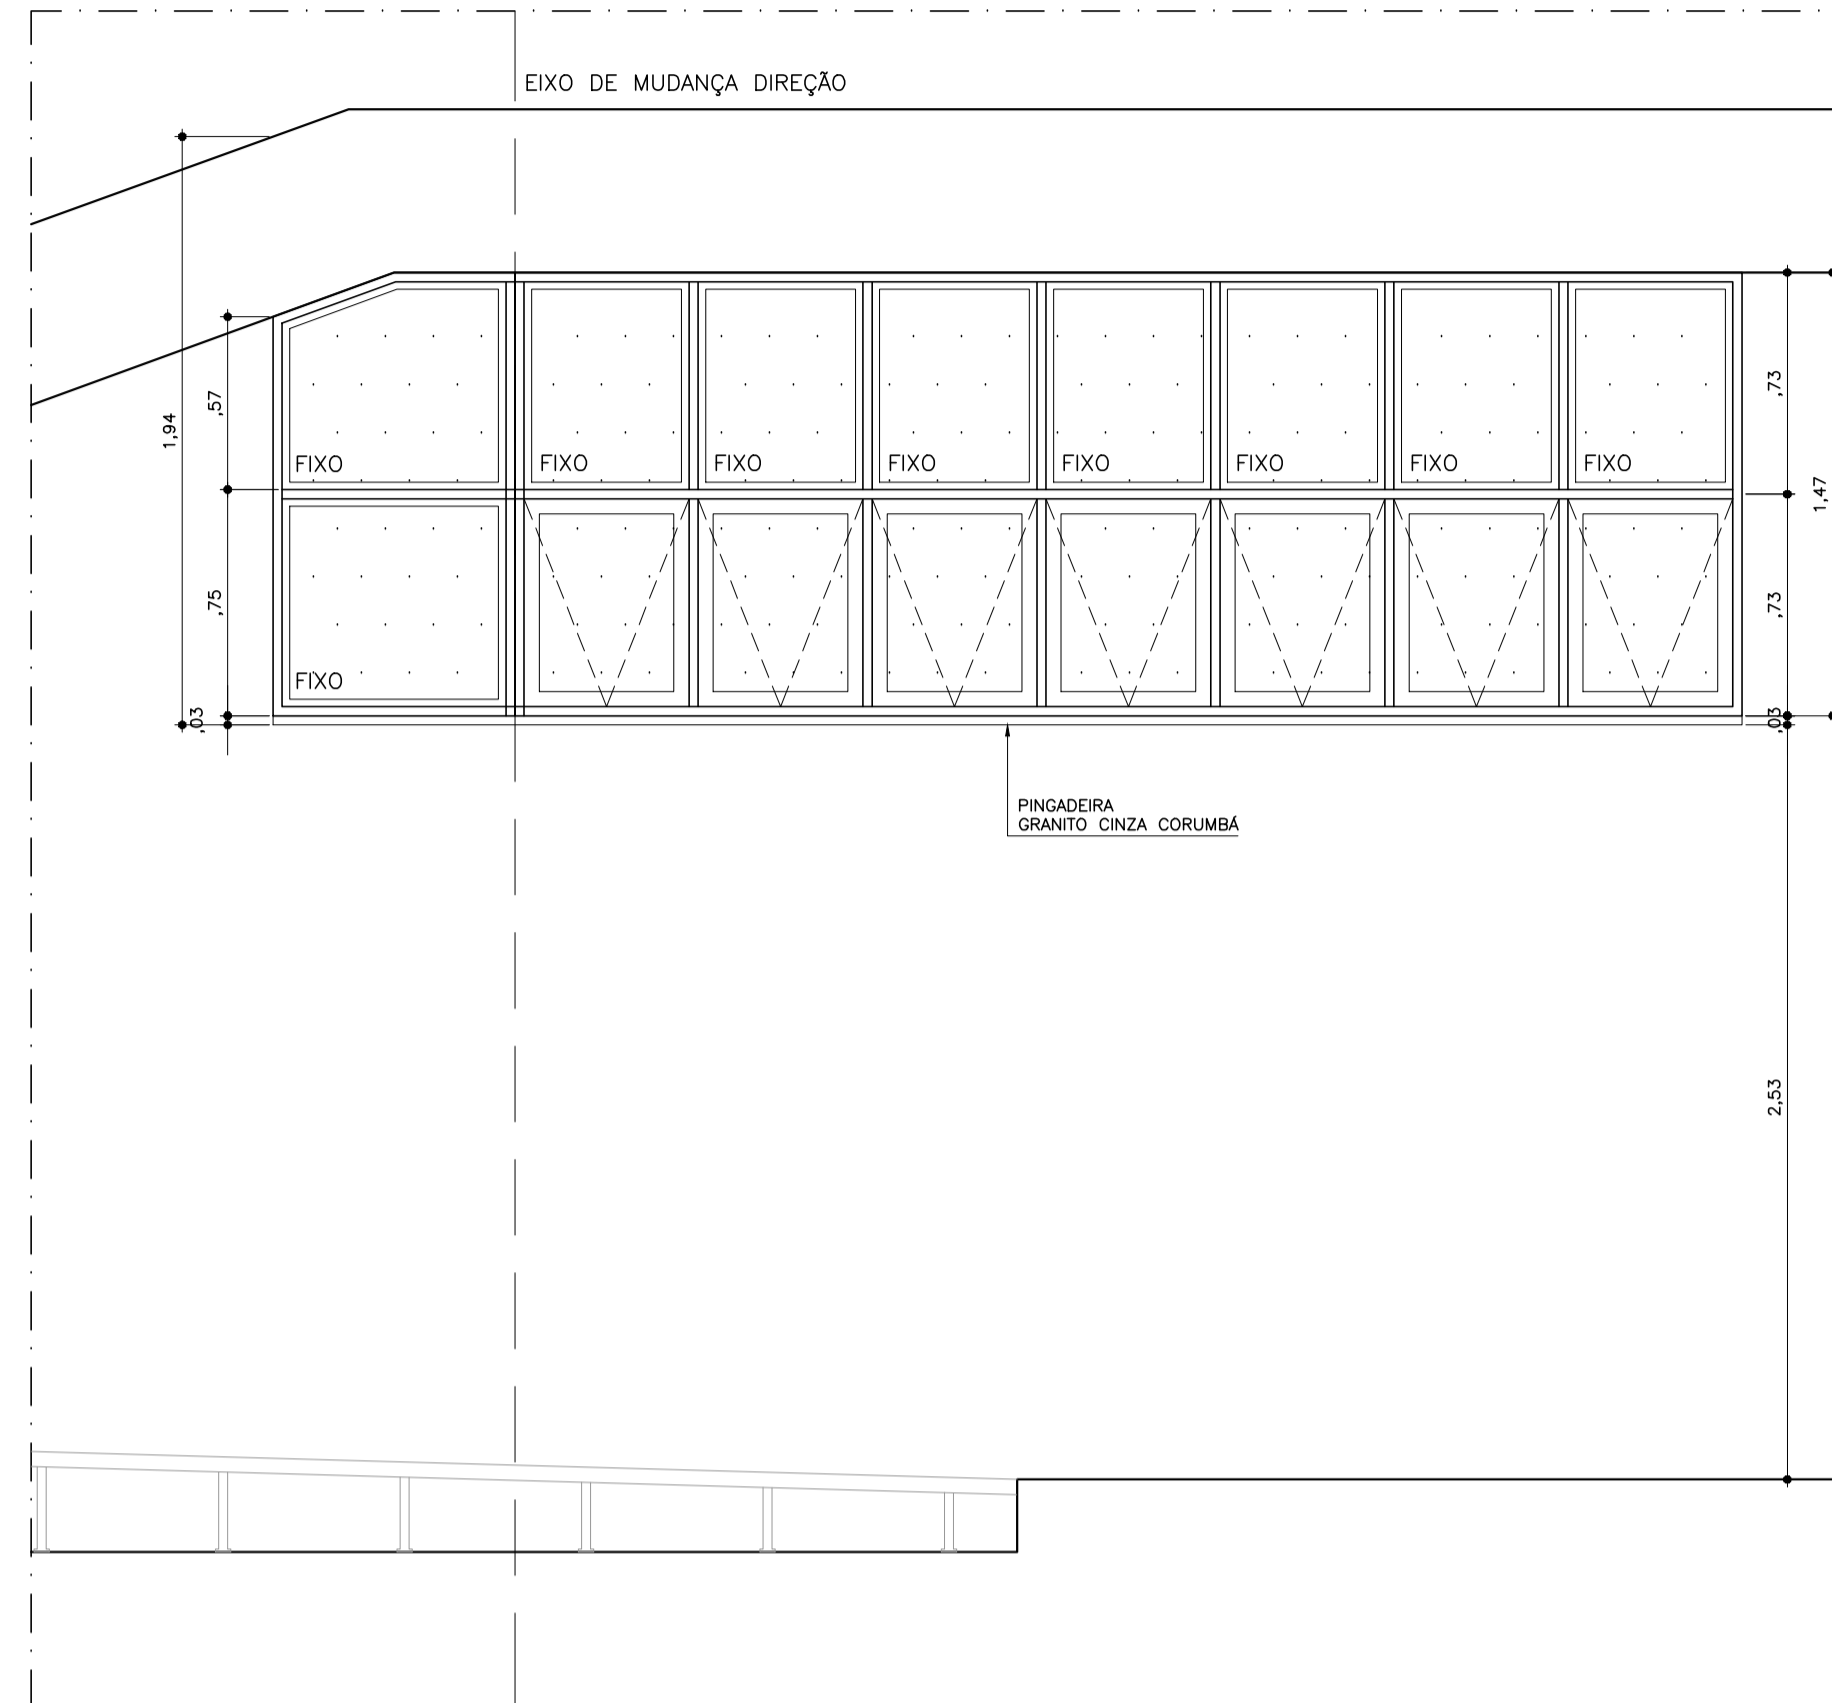 EIXO DE MUDANÇA DIREÇÃO
1,94
,57
,75
,03
FIXO
FIXO
FIXO
FIXO
FIXO
FIXO
FIXO
FIXO
FIXO
,73
1,47
,73
,03
PINGADEIRA
GRANITO CINZA CORUMBÁ
2,53